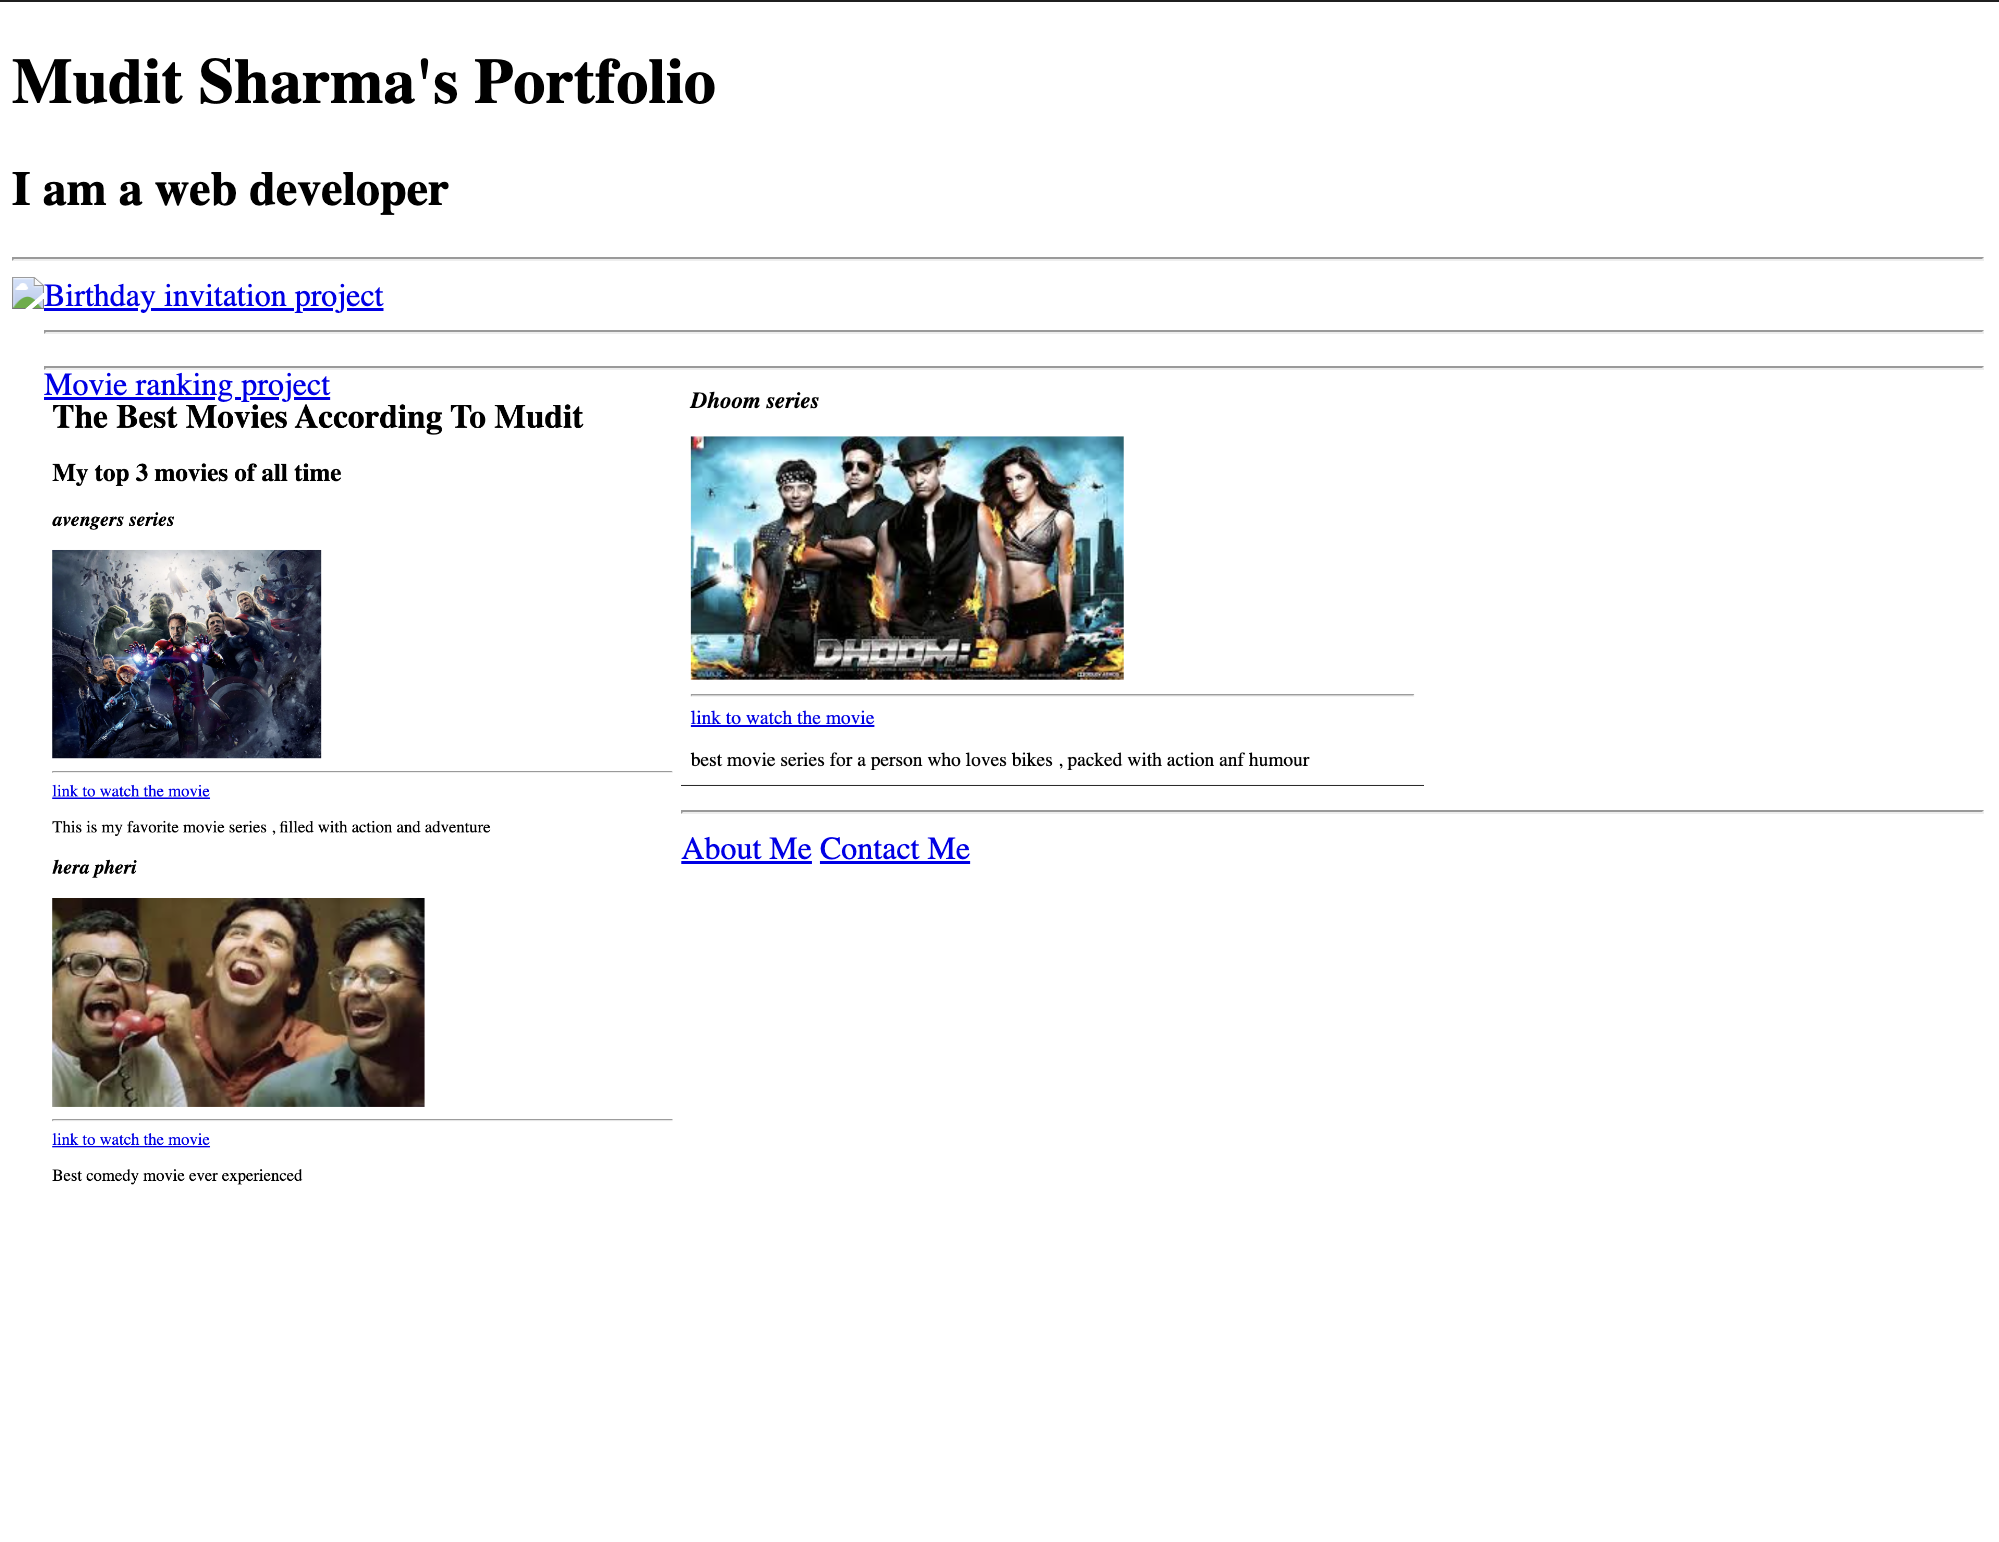 Mudit Sharma's Portfolio
I am a web developer
Birthday invitation project
Movie ranking project
The Best Movies According To Mudit
My top 3 movies of all time
avengers series
link to watch the movie
This is my favorite movie series , filled with action and adventure
hera pheri
link to watch the movie
Best comedy movie ever experienced
Dhoom series
DHOOM:3
link to watch the movie
best movie series for a person who loves bikes , packed with action anf humour
About Me Contact Me